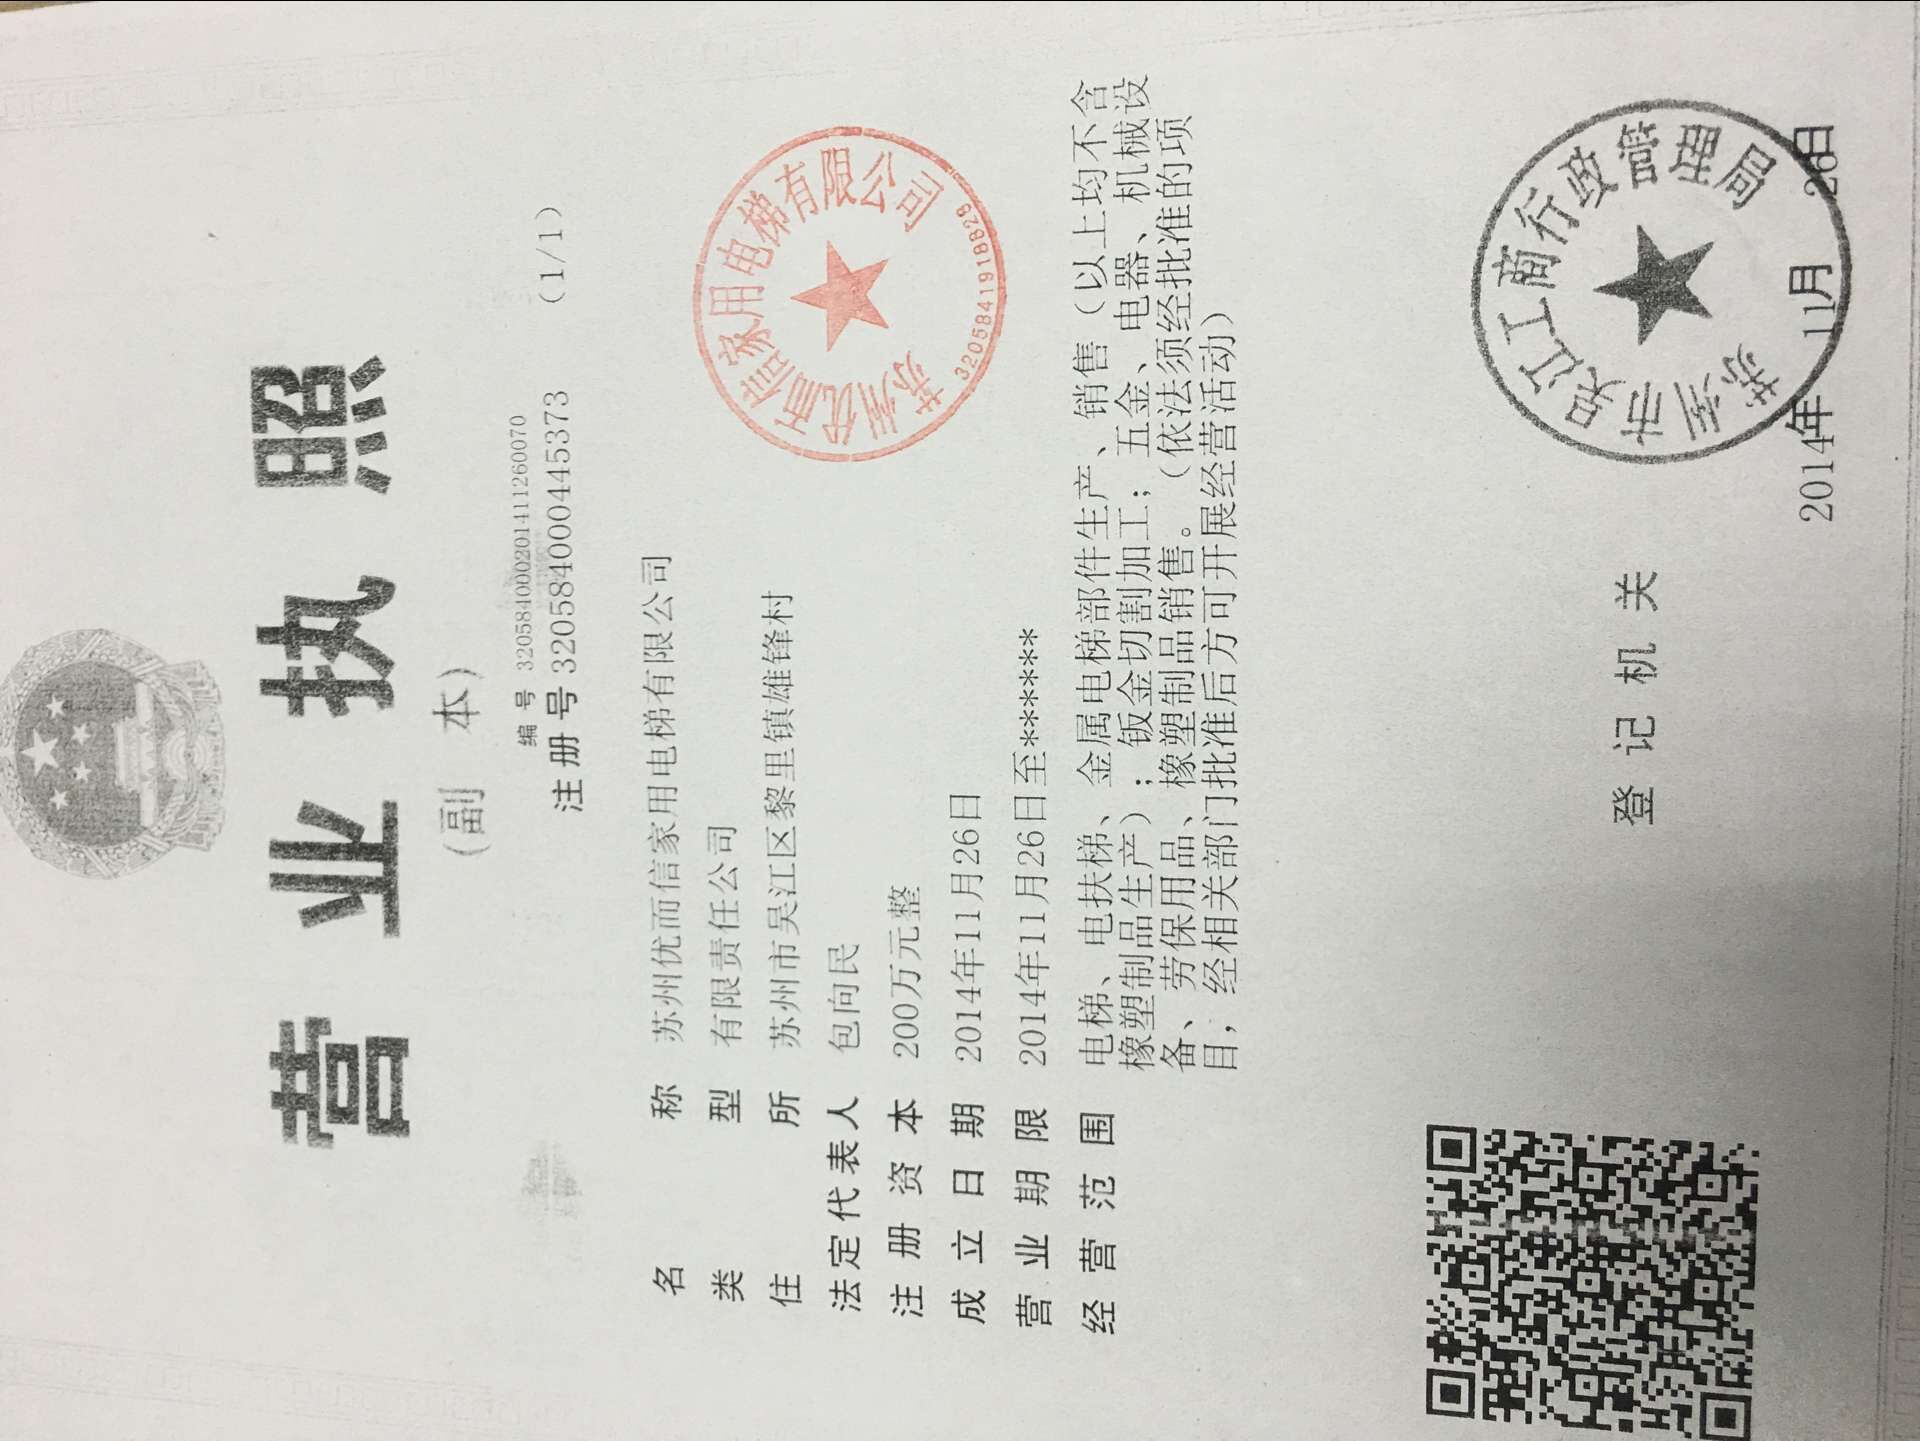 营业执照
(副 本)
编号 320584000201411260070
注册号 320584000445373 (1/1)
名称 苏州优而信家用电梯有限公司
类型 有限责任公司
住所 苏州市吴江区黎里镇雄锋村
法定代表人 包向民
注册资本 200万元整
成立日期 2014年11月26日
营业期限 2014年11月26日至*******
经营范围 电梯、电扶梯、金属电梯部件生产、销售（以上均不含
橡塑制品生产）；钣金切割加工；五金、电器、机械设
备、劳保用品、橡塑制品销售。（依法须经批准的项
目，经相关部门批准后方可开展经营活动）
苏州优而信家用电梯有限公司
登记机关
苏州市吴江工商行政管理局
2014年 11月 26日